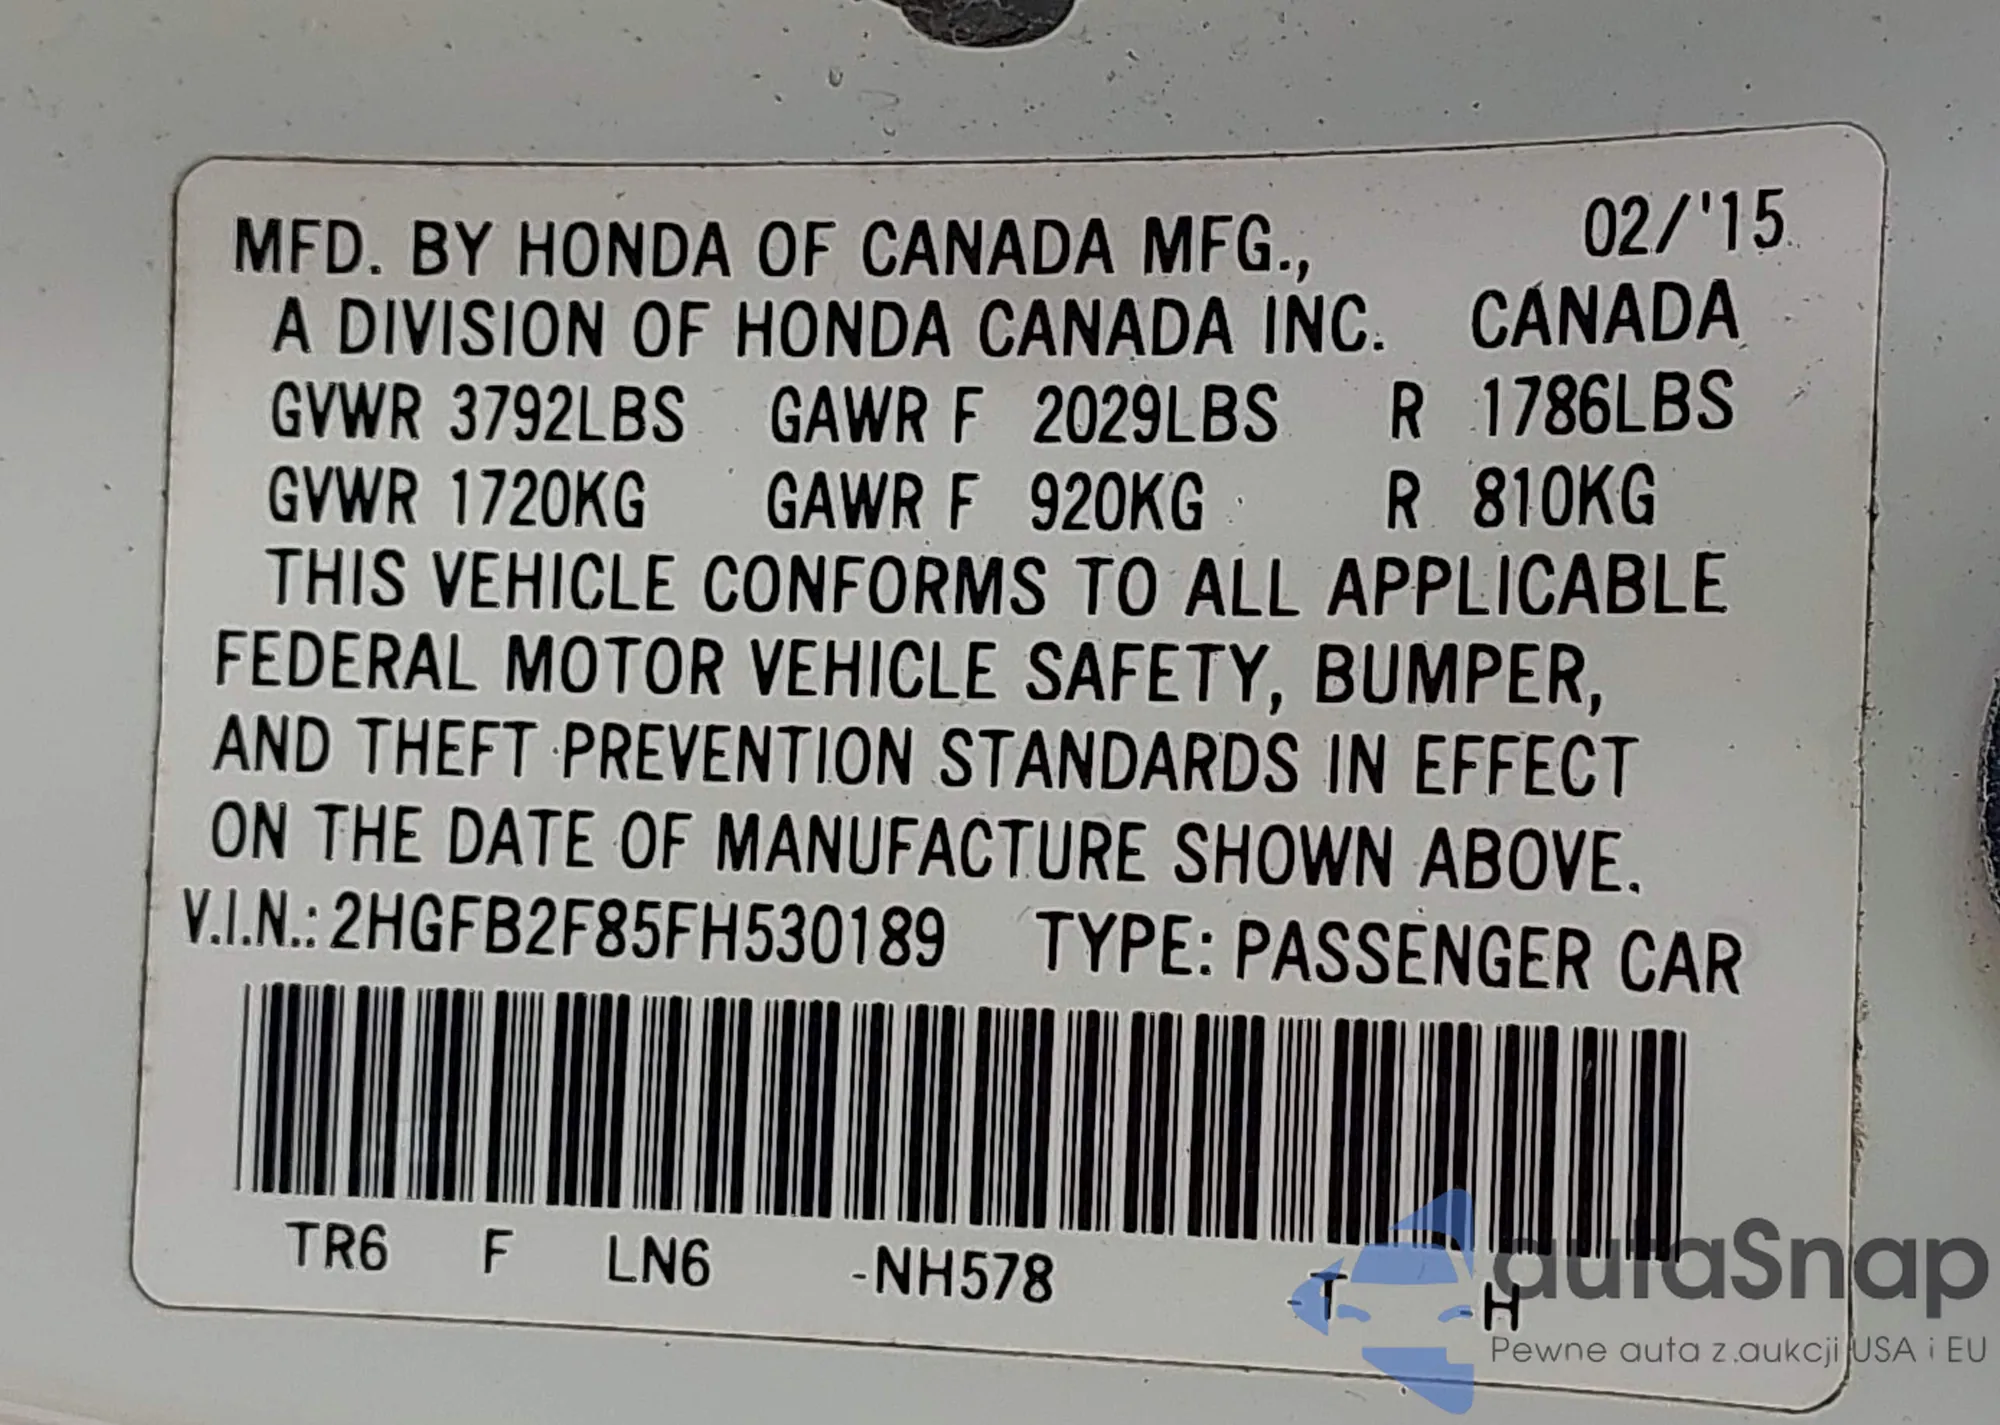 MFD. BY HONDA OF CANADA MFG., 02/'15
A DIVISION OF HONDA CANADA INC. CANADA
GVWR 3792LBS GAWR F 2029LBS R 1786LBS
GVWR 1720KG GAWR F 920KG R 810KG
THIS VEHICLE CONFORMS TO ALL APPLICABLE
FEDERAL MOTOR VEHICLE SAFETY, BUMPER,
AND THEFT PREVENTION STANDARDS IN EFFECT
ON THE DATE OF MANUFACTURE SHOWN ABOVE.
V.I.N.: 2HGFB2F85FH530189 TYPE: PASSENGER CAR
TR6 F LN6 -NH578 -T -H
autaSnap
Pewne auta z aukcji USA i EU